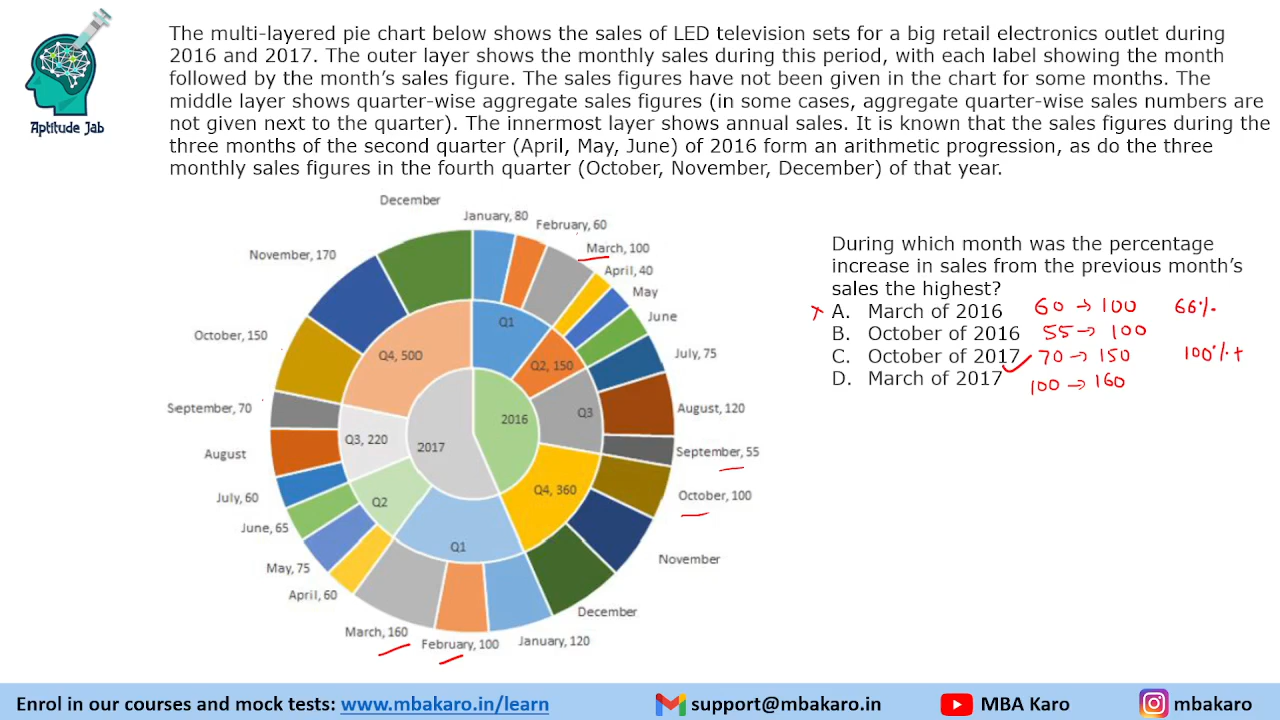 The multi-layered pie chart below shows the sales of LED television sets for a big retail electronics outlet during
2016 and 2017. The outer layer shows the monthly sales during this period, with each label showing the month
followed by the month's sales figure. The sales figures have not been given in the chart for some months. The
middle layer shows quarter-wise aggregate sales figures (in some cases, aggregate quarter-wise sales numbers are
not given next to the quarter). The innermost layer shows annual sales. It is known that the sales figures during the
three months of the second quarter (April, May, June) of 2016 form an arithmetic progression, as do the three
monthly sales figures in the fourth quarter (October, November, December) of that year.
Aptitude Jab
December
January, 80
February, 60
March, 100
April, 40
May
June
July, 75
August, 120
September, 55
October, 100
November
December
January, 120
February, 100
March, 160
April, 60
May, 75
June, 65
July, 60
August
September, 70
October, 150
November, 170
Q1
Q2, 150
Q3
Q4, 360
Q1
Q2
Q3, 220
Q4, 500
2016
2017
During which month was the percentage
increase in sales from the previous month's
sales the highest?
x A. March of 2016 60 → 100 66%
B. October of 2016 55 → 100
C. October of 2017 70 → 150 100%+
D. March of 2017 100 → 160
Enrol in our courses and mock tests: www.mbakaro.in/learn support@mbakaro.in MBA Karo mbakaro